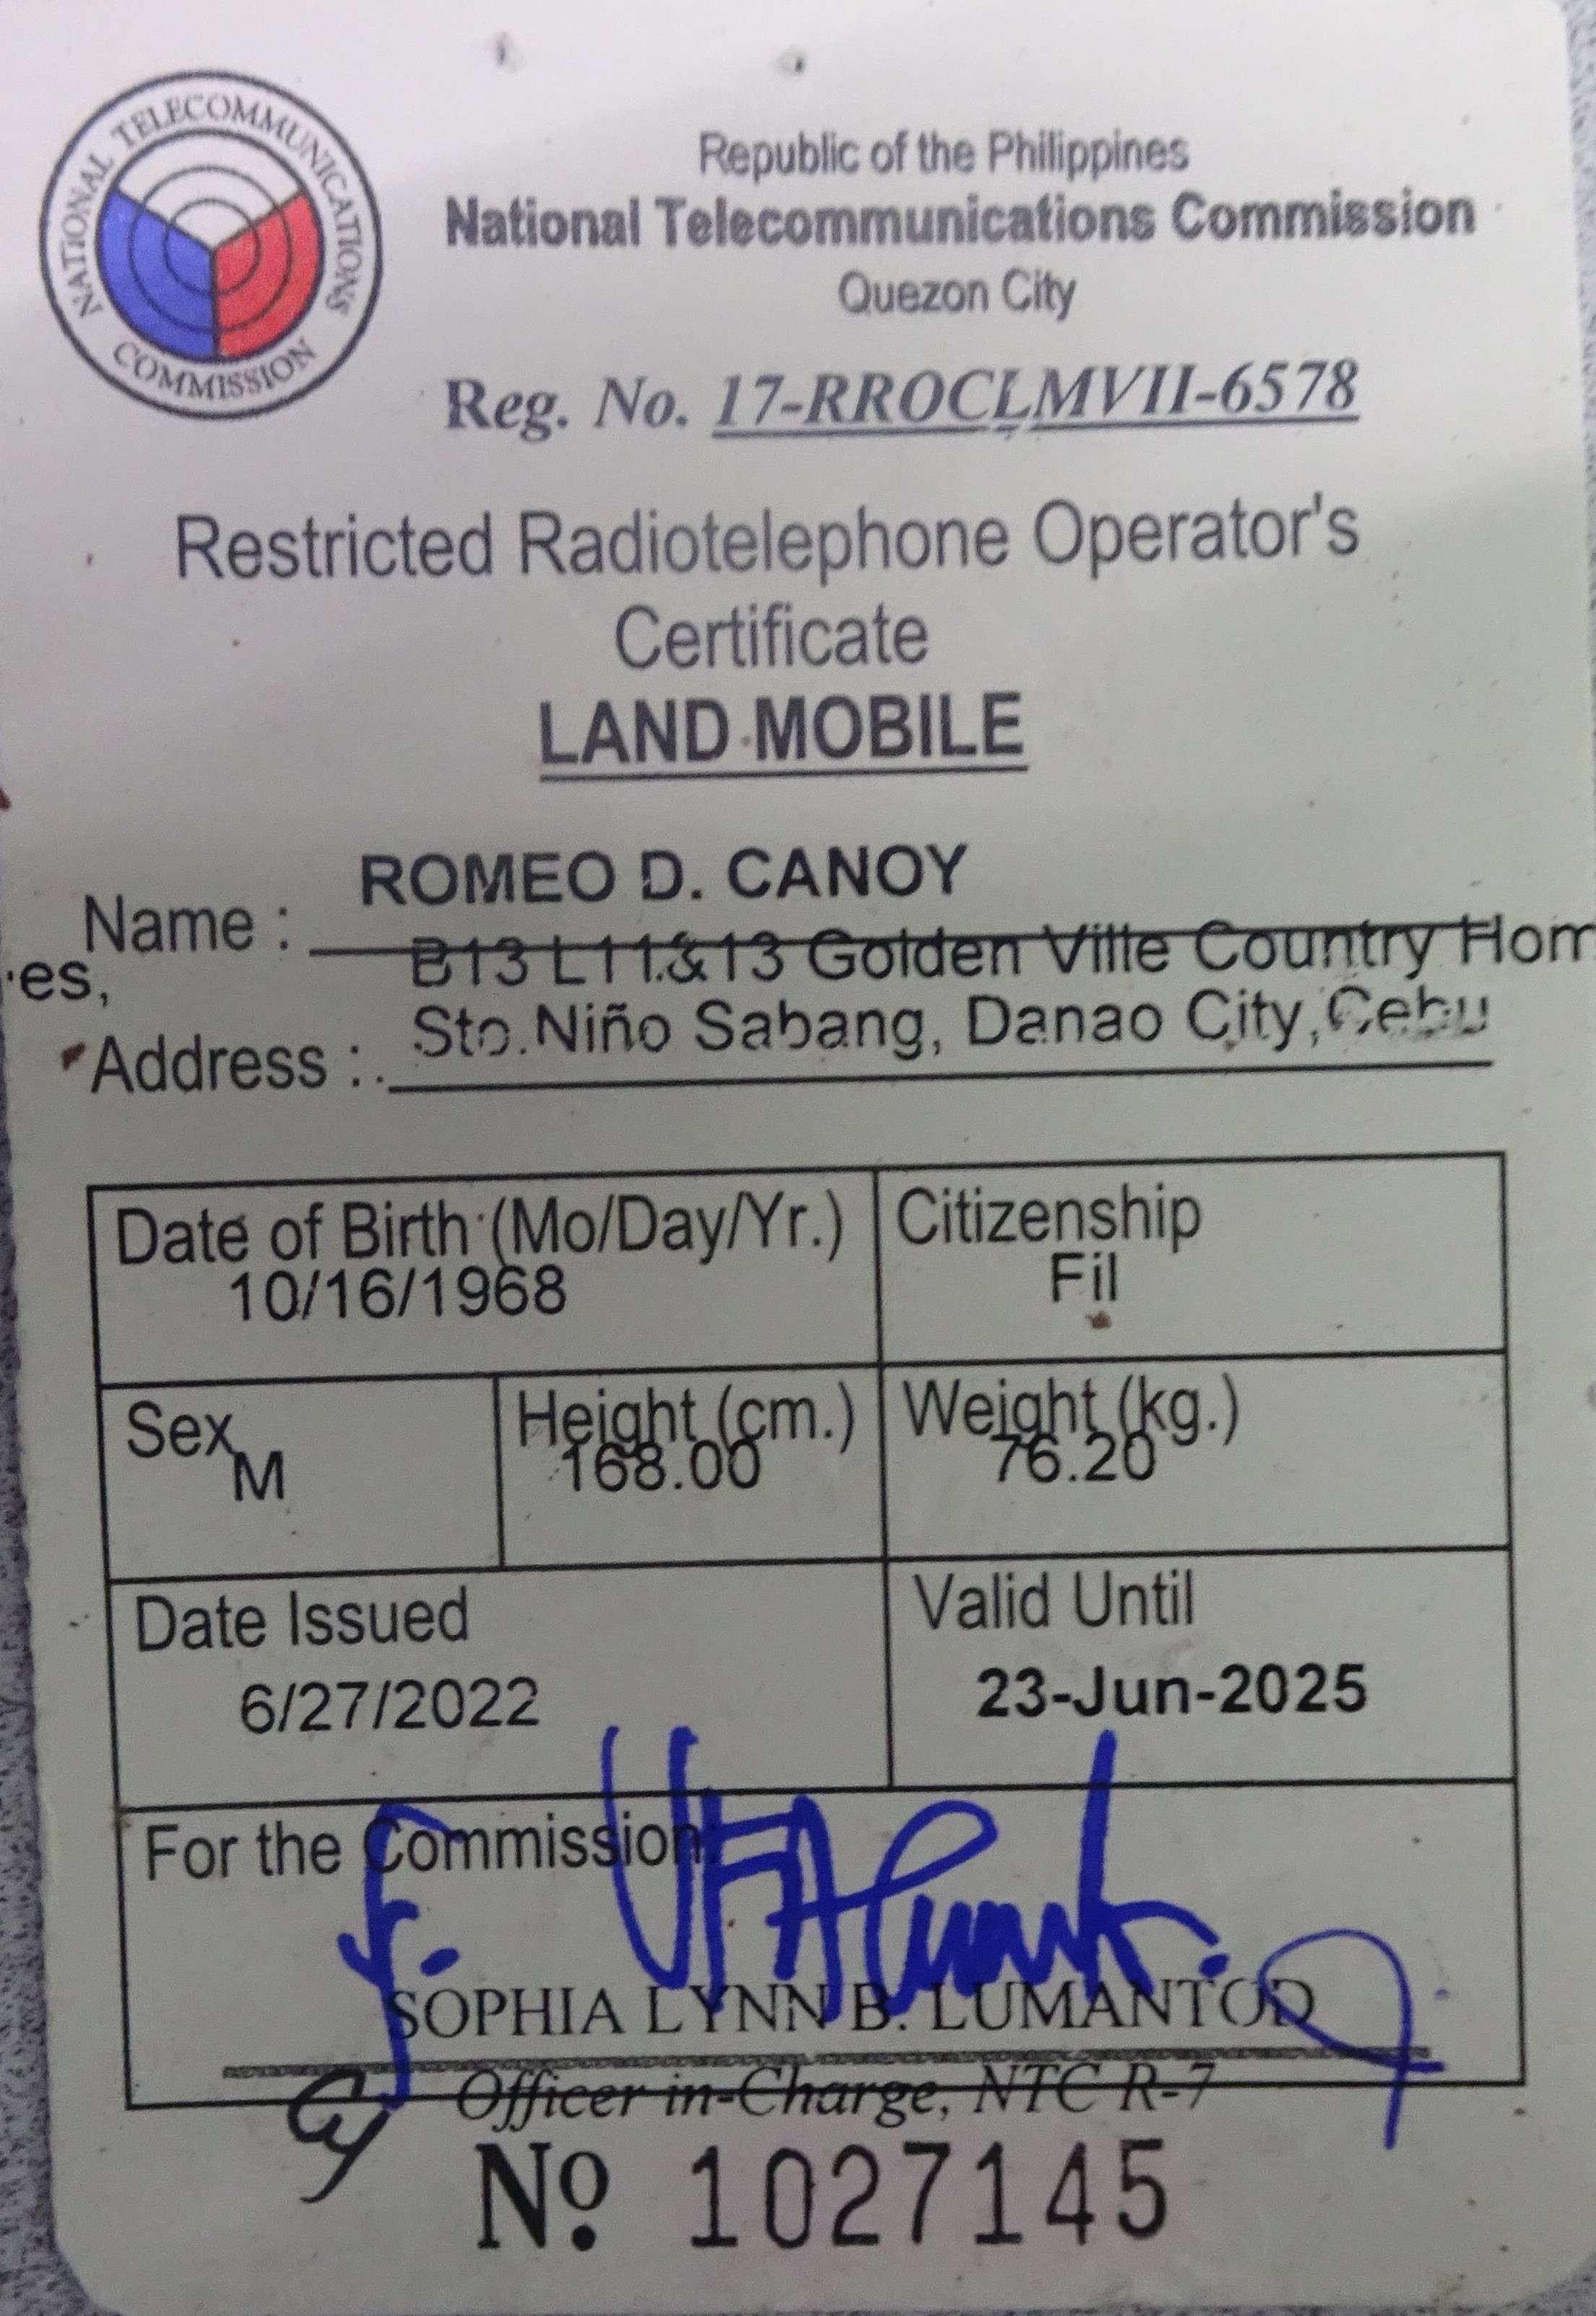 NATIONAL TELECOMMUNICATIONS COMMISSION
Republic of the Philippines
National Telecommunications Commission
Quezon City
Reg. No. 17-RROCLMVII-6578
Restricted Radiotelephone Operator's
Certificate
LAND MOBILE
Name : ROMEO D. CANOY
B13 L11&13 Golden Ville Country Hom
es,
Address : Sto.Niño Sabang, Danao City, Cebu
Date of Birth (Mo/Day/Yr.) Citizenship
10/16/1968 Fil
Sex Height (cm.) Weight (kg.)
M 168.00 76.20
Date Issued Valid Until
6/27/2022 23-Jun-2025
For the Commission
SOPHIA LYNN B. LUMANTOD
Officer in-Charge, NTC R-7
Nº 1027145